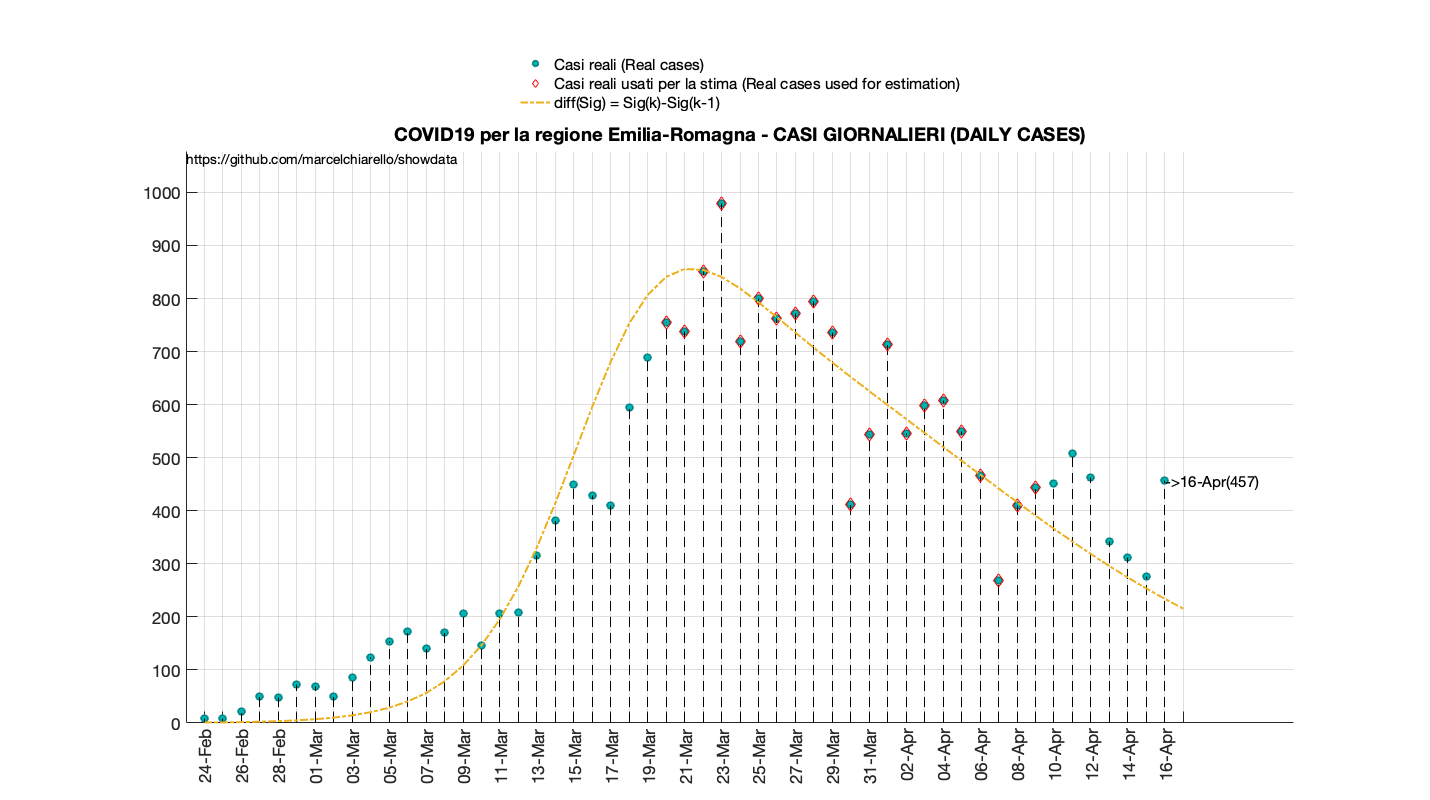 Casi reali (Real cases)
Casi reali usati per la stima (Real cases used for estimation)
diff(Sig) = Sig(k)-Sig(k-1)
COVID19 per la regione Emilia-Romagna - CASI GIORNALIERI (DAILY CASES)
https://github.com/marcelchiarello/showdata
1000
900
800
700
600
500
400
300
200
100
0
->16-Apr(457)
24-Feb
26-Feb
28-Feb
01-Mar
03-Mar
05-Mar
07-Mar
09-Mar
11-Mar
13-Mar
15-Mar
17-Mar
19-Mar
21-Mar
23-Mar
25-Mar
27-Mar
29-Mar
31-Mar
02-Apr
04-Apr
06-Apr
08-Apr
10-Apr
12-Apr
14-Apr
16-Apr